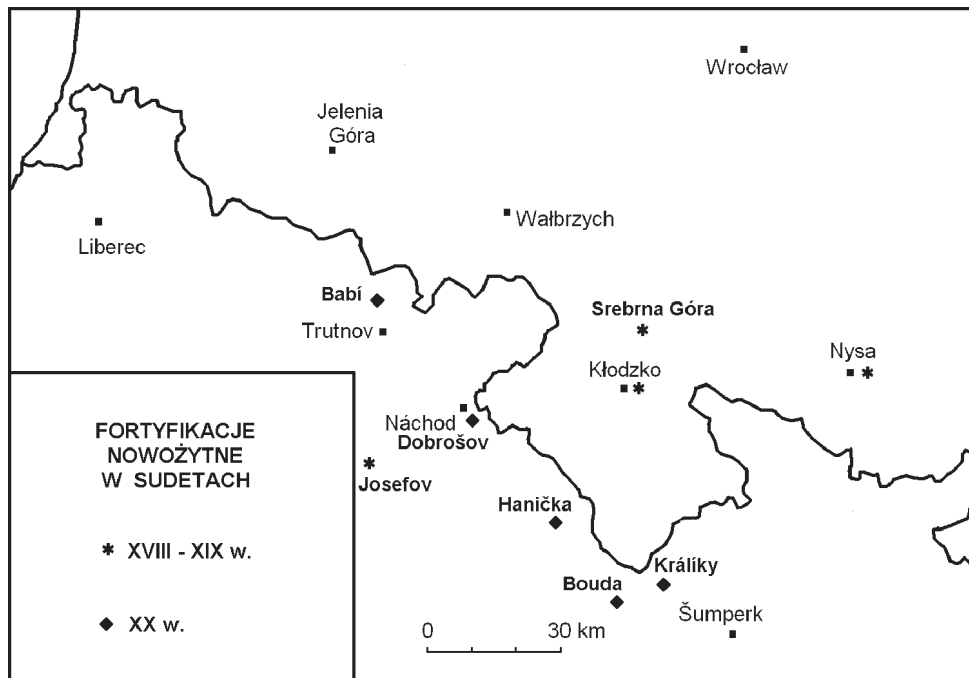 Wrocław
Jelenia
Góra
Wałbrzych
Liberec
Babí
Srebrna Góra
Trutnov
Nysa
Kłodzko
Náchod
Dobrošov
Josefov
Hanička
Králíky
Bouda
Šumperk
FORTYFIKACJE
NOWOŻYTNE
W SUDETACH
XVIII - XIX w.
XX w.
0 30 km